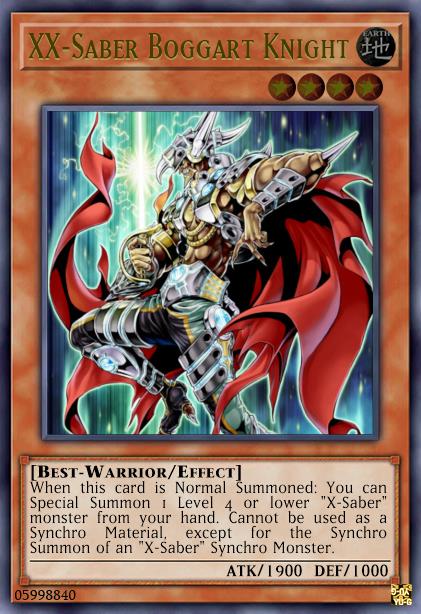 XX-Saber Boggart Knight
EARTH
地
[Best-Warrior/Effect]
When this card is Normal Summoned: You can
Special Summon 1 Level 4 or lower "X-Saber"
monster from your hand. Cannot be used as a
Synchro Material, except for the Synchro
Summon of an "X-Saber" Synchro Monster.
ATK/1900 DEF/1000
05998840